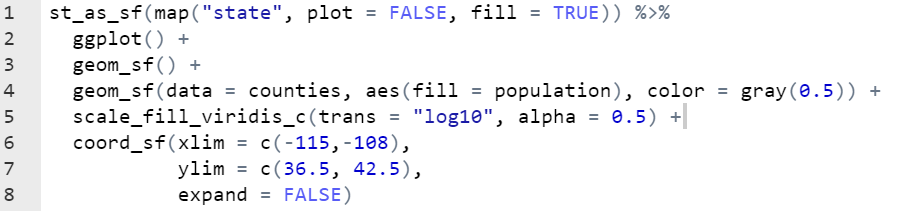 1 st_as_sf(map("state", plot = FALSE, fill = TRUE)) %>%
2   ggplot() +
3   geom_sf() +
4   geom_sf(data = counties, aes(fill = population), color = gray(0.5)) +
5   scale_fill_viridis_c(trans = "log10", alpha = 0.5) +
6   coord_sf(xlim = c(-115,-108),
7            ylim = c(36.5, 42.5),
8            expand = FALSE)